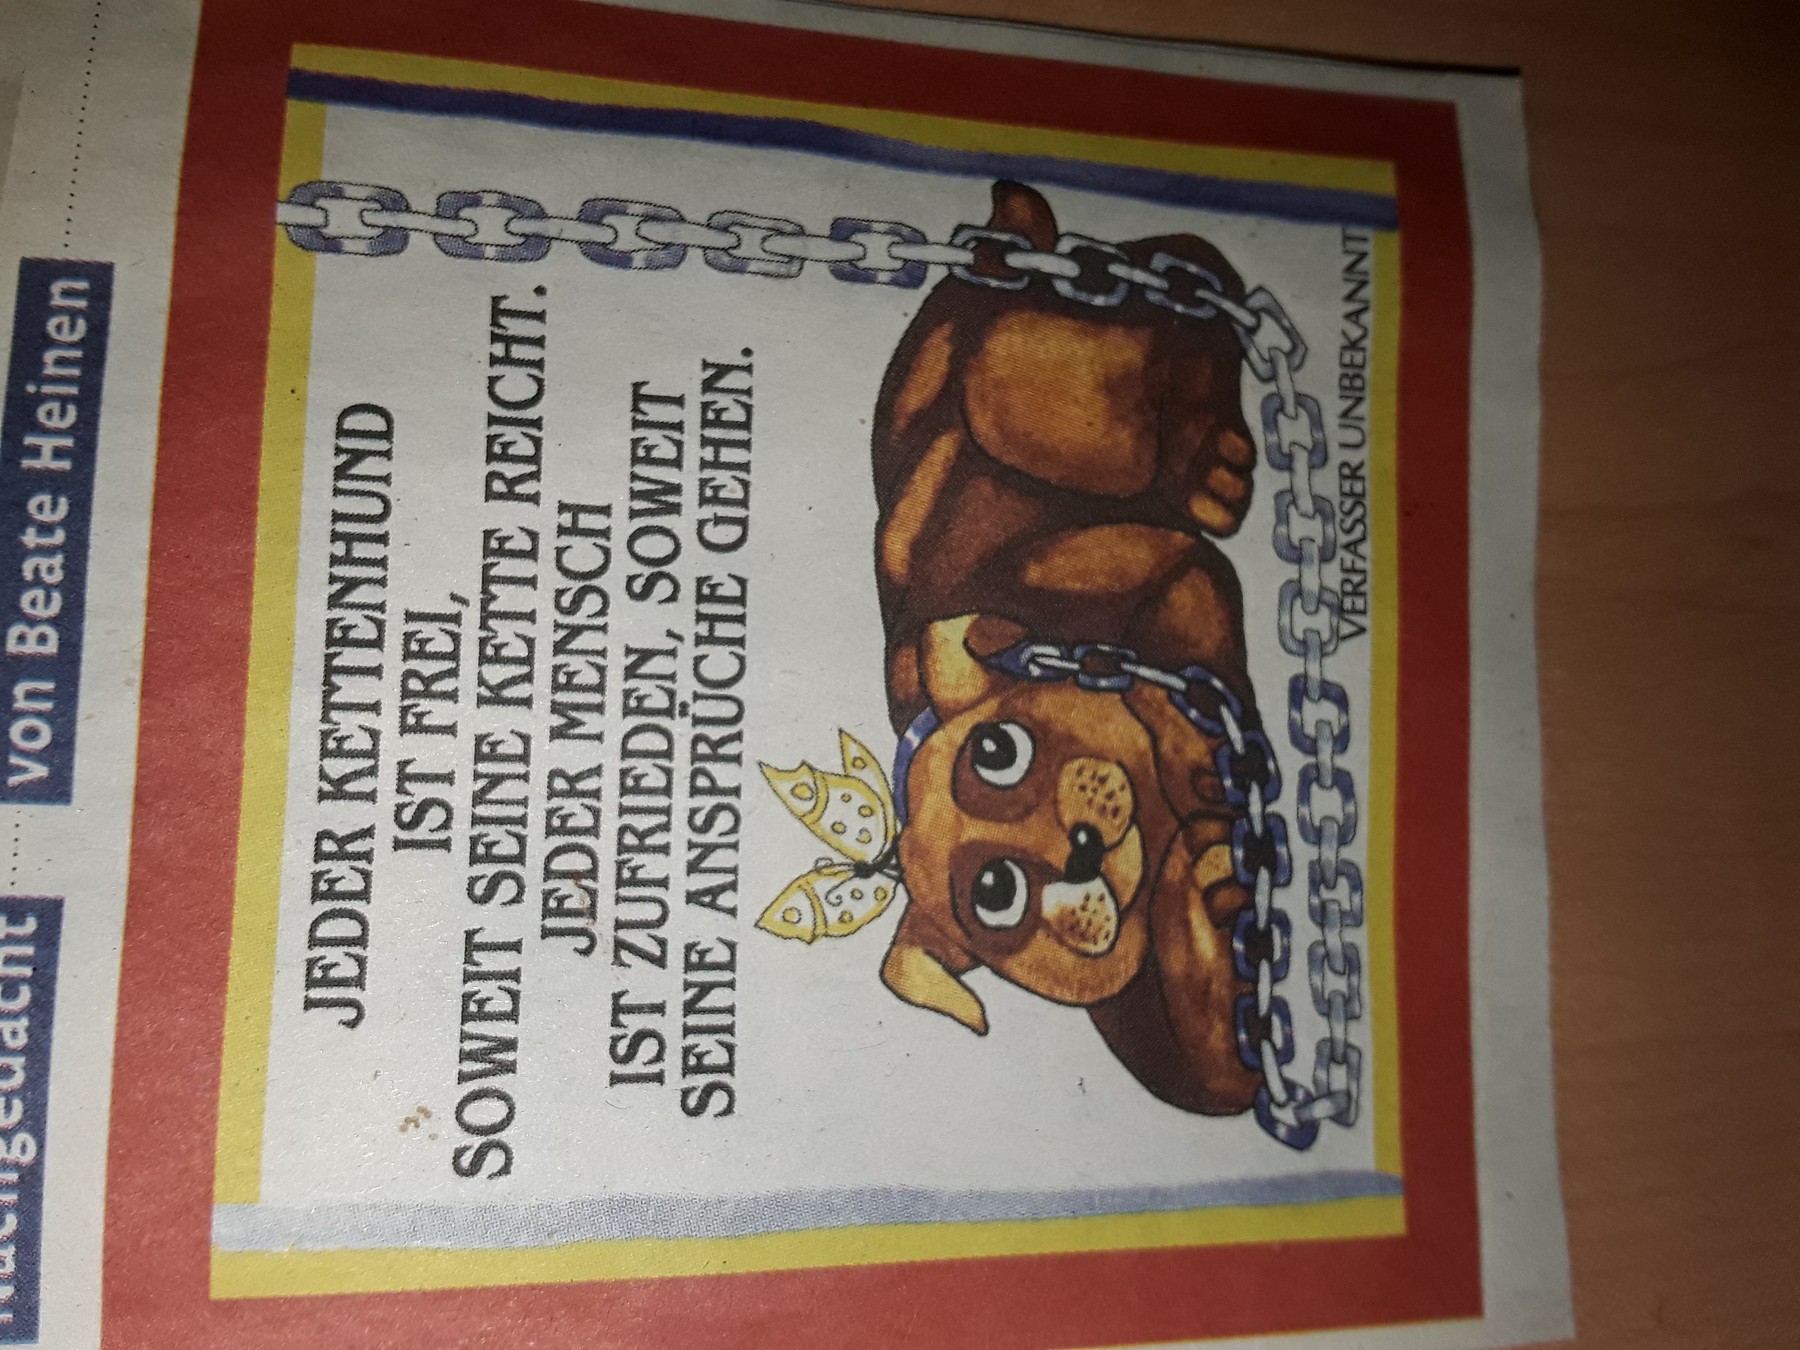 Nachgedacht
von Beate Heinen
JEDER KETTENHUND
IST FREI,
SOWEIT SEINE KETTE REICHT.
JEDER MENSCH
IST ZUFRIEDEN, SOWEIT
SEINE ANSPRÜCHE GEHEN.
VERFASSER UNBEKANNT